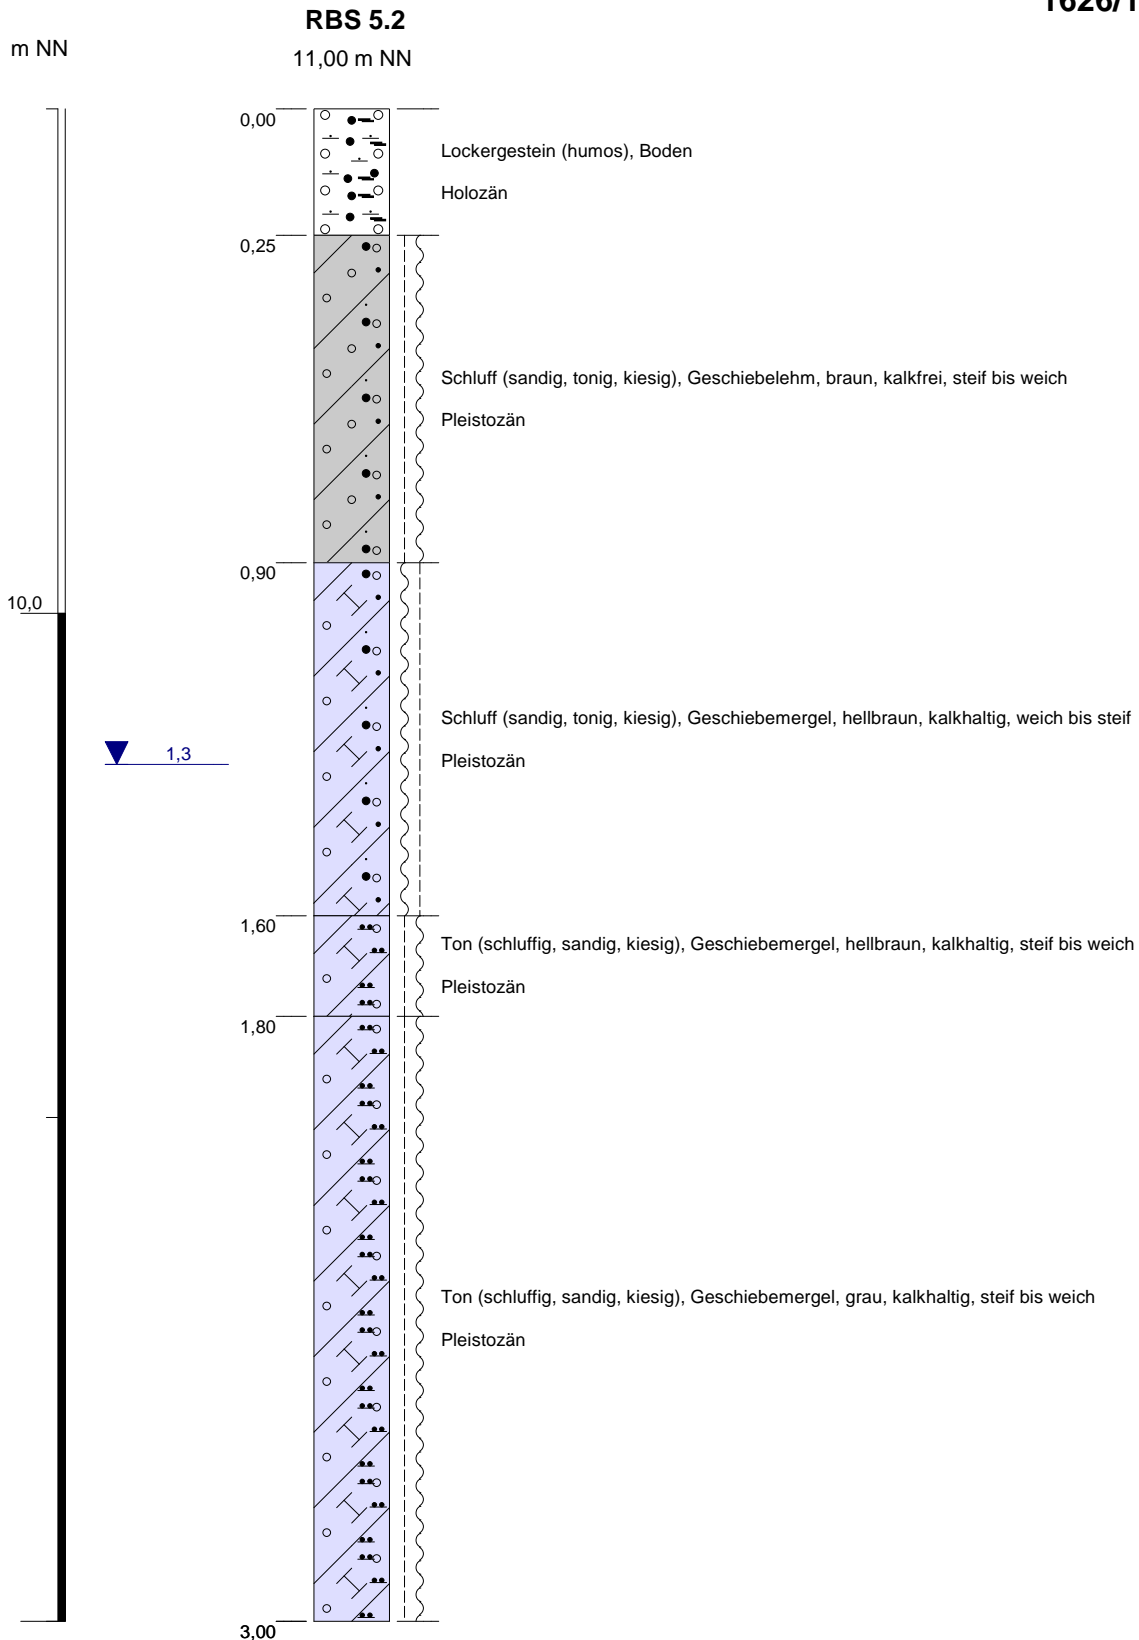 1626/1
RBS 5.2
m NN
11,00 m NN
0,00
Lockergestein (humos), Boden
Holozän
0,25
Schluff (sandig, tonig, kiesig), Geschiebelehm, braun, kalkfrei, steif bis weich
Pleistozän
0,90
10,0
Schluff (sandig, tonig, kiesig), Geschiebemergel, hellbraun, kalkhaltig, weich bis steif
1,3
Pleistozän
1,60
Ton (schluffig, sandig, kiesig), Geschiebemergel, hellbraun, kalkhaltig, steif bis weich
Pleistozän
1,80
Ton (schluffig, sandig, kiesig), Geschiebemergel, grau, kalkhaltig, steif bis weich
Pleistozän
3,00